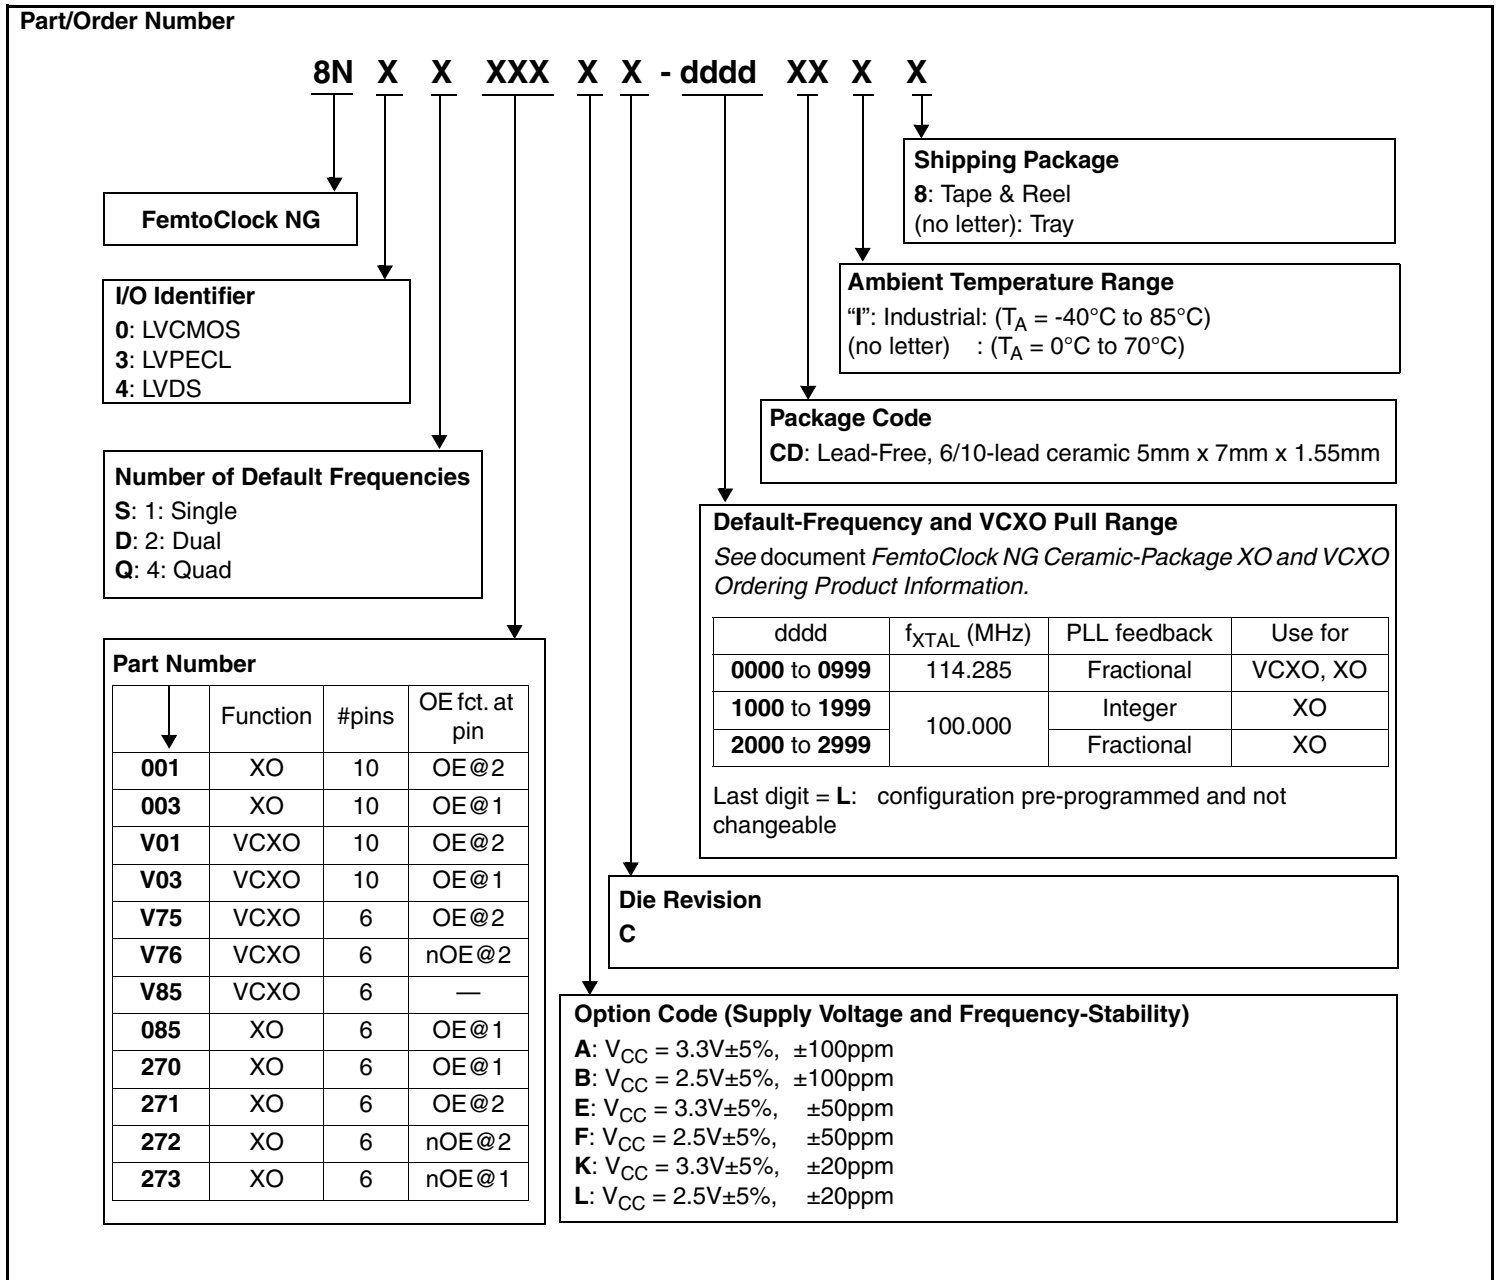 Part/Order Number
8N X X XXX X X - dddd XX X X
Shipping Package
8: Tape & Reel
(no letter): Tray
FemtoClock NG
Ambient Temperature Range
“I”: Industrial: (TA = -40°C to 85°C)
(no letter) : (TA = 0°C to 70°C)
I/O Identifier
0: LVCMOS
3: LVPECL
4: LVDS
Package Code
CD: Lead-Free, 6/10-lead ceramic 5mm x 7mm x 1.55mm
Number of Default Frequencies
S: 1: Single
D: 2: Dual
Q: 4: Quad
Default-Frequency and VCXO Pull Range
See document FemtoClock NG Ceramic-Package XO and VCXO
Ordering Product Information.
dddd fXTAL (MHz) PLL feedback Use for
0000 to 0999 114.285 Fractional VCXO, XO
1000 to 1999 100.000 Integer XO
2000 to 2999 Fractional XO
Last digit = L: configuration pre-programmed and not
changeable
Part Number
Function #pins OE fct. at
pin
001 XO 10 OE@2
003 XO 10 OE@1
V01 VCXO 10 OE@2
V03 VCXO 10 OE@1
V75 VCXO 6 OE@2
V76 VCXO 6 nOE@2
V85 VCXO 6 —
085 XO 6 OE@1
270 XO 6 OE@1
271 XO 6 OE@2
272 XO 6 nOE@2
273 XO 6 nOE@1
Die Revision
C
Option Code (Supply Voltage and Frequency-Stability)
A: VCC = 3.3V±5%, ±100ppm
B: VCC = 2.5V±5%, ±100ppm
E: VCC = 3.3V±5%, ±50ppm
F: VCC = 2.5V±5%, ±50ppm
K: VCC = 3.3V±5%, ±20ppm
L: VCC = 2.5V±5%, ±20ppm